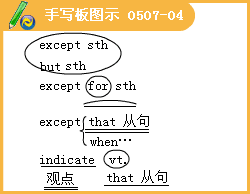 手写板图示 0507-04
except sth
but sth
except for sth
except that 从句
when…
indicate vt.
观点 that 从句